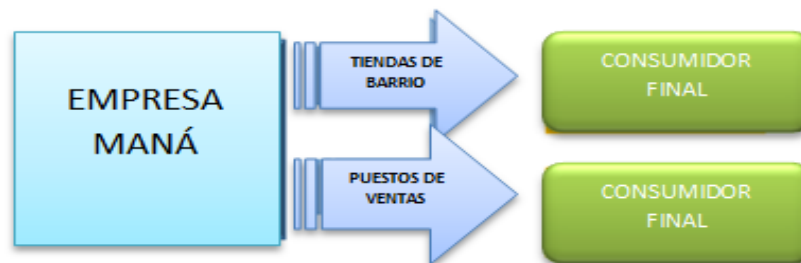 EMPRESA
MANÁ
TIENDAS DE
BARRIO
CONSUMIDOR
FINAL
PUESTOS DE
VENTAS
CONSUMIDOR
FINAL